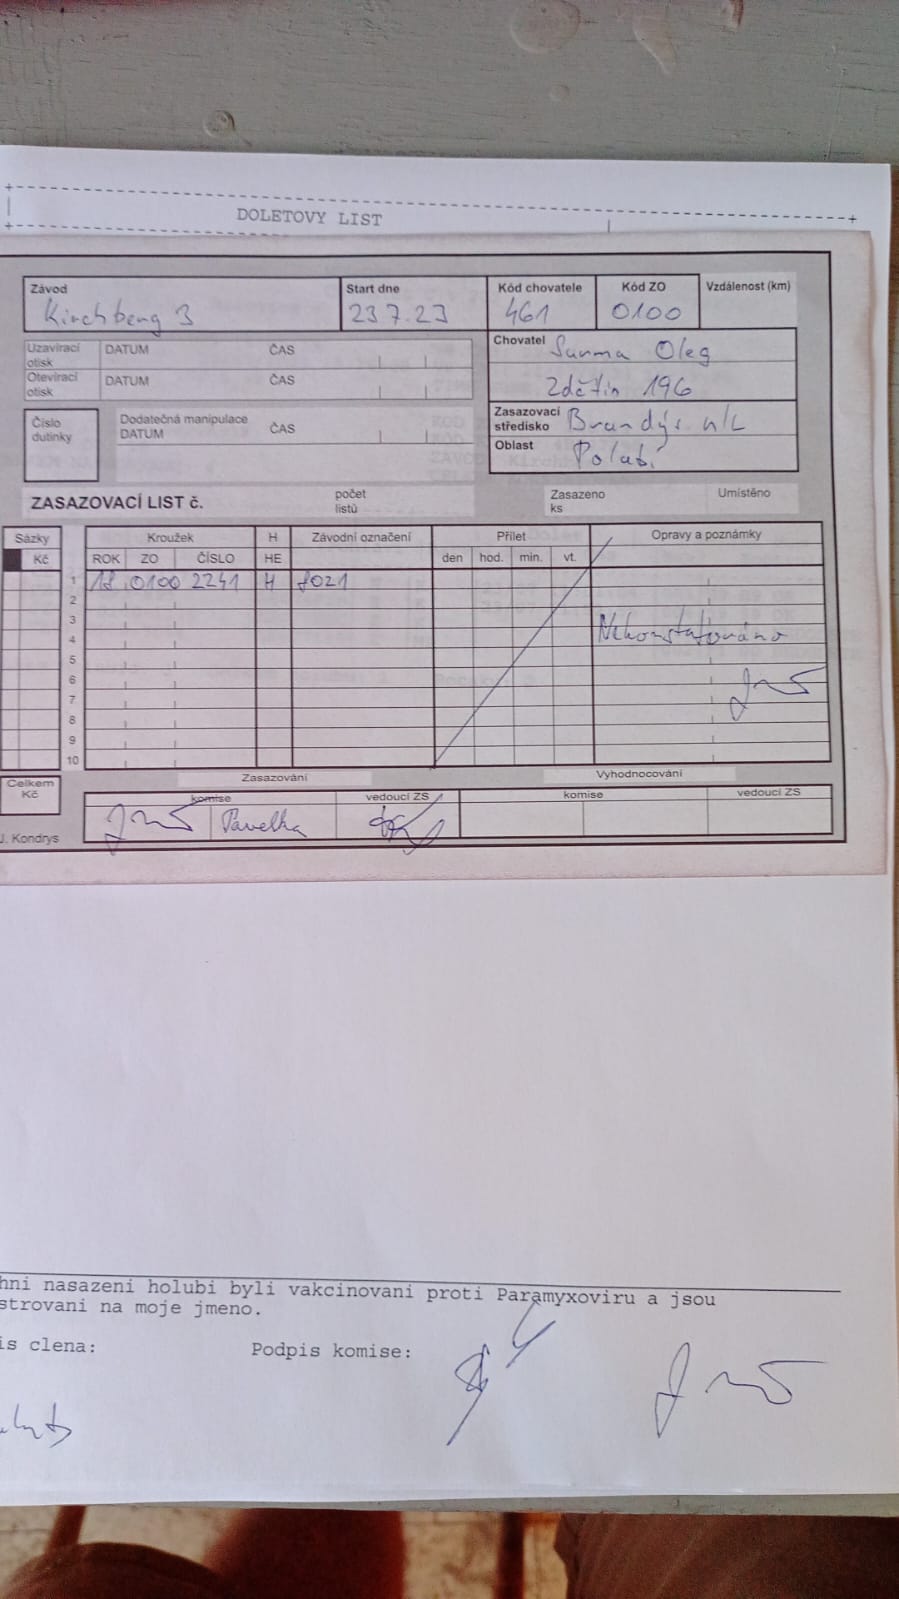 DOLETOVY LIST
Závod
Kirchberg 3
Start dne
23 7.23
Kód chovatele
461
Kód ZO
0100
Vzdálenost (km)
Uzavírací otisk DATUM ČAS
Otevírací otisk DATUM ČAS
Chovatel Surma Oleg
Zdětín 196
Číslo dutinky
Dodatečná manipulace
DATUM ČAS
Zasazovací středisko Brandýs n/L
Oblast Polabí
ZASAZOVACÍ LIST č.
počet listů
Zasazeno ks
Umístěno
Sázky Kroužek H Závodní označení Přílet Opravy a poznámky
Kč ROK ZO ČÍSLO HE den hod. min. vt.
1 18 0100 2241 H 2021
2
3
4 Nekonstatováno
5
6
7
8
9
10
Celkem Kč
Zasazování Vyhodnocování
komise vedoucí ZS komise vedoucí ZS
Pavelka
J. Kondrys
hni nasazeni holubi byli vakcinovani proti Paramyxoviru a jsou
strovani na moje jmeno.
is clena: Podpis komise: